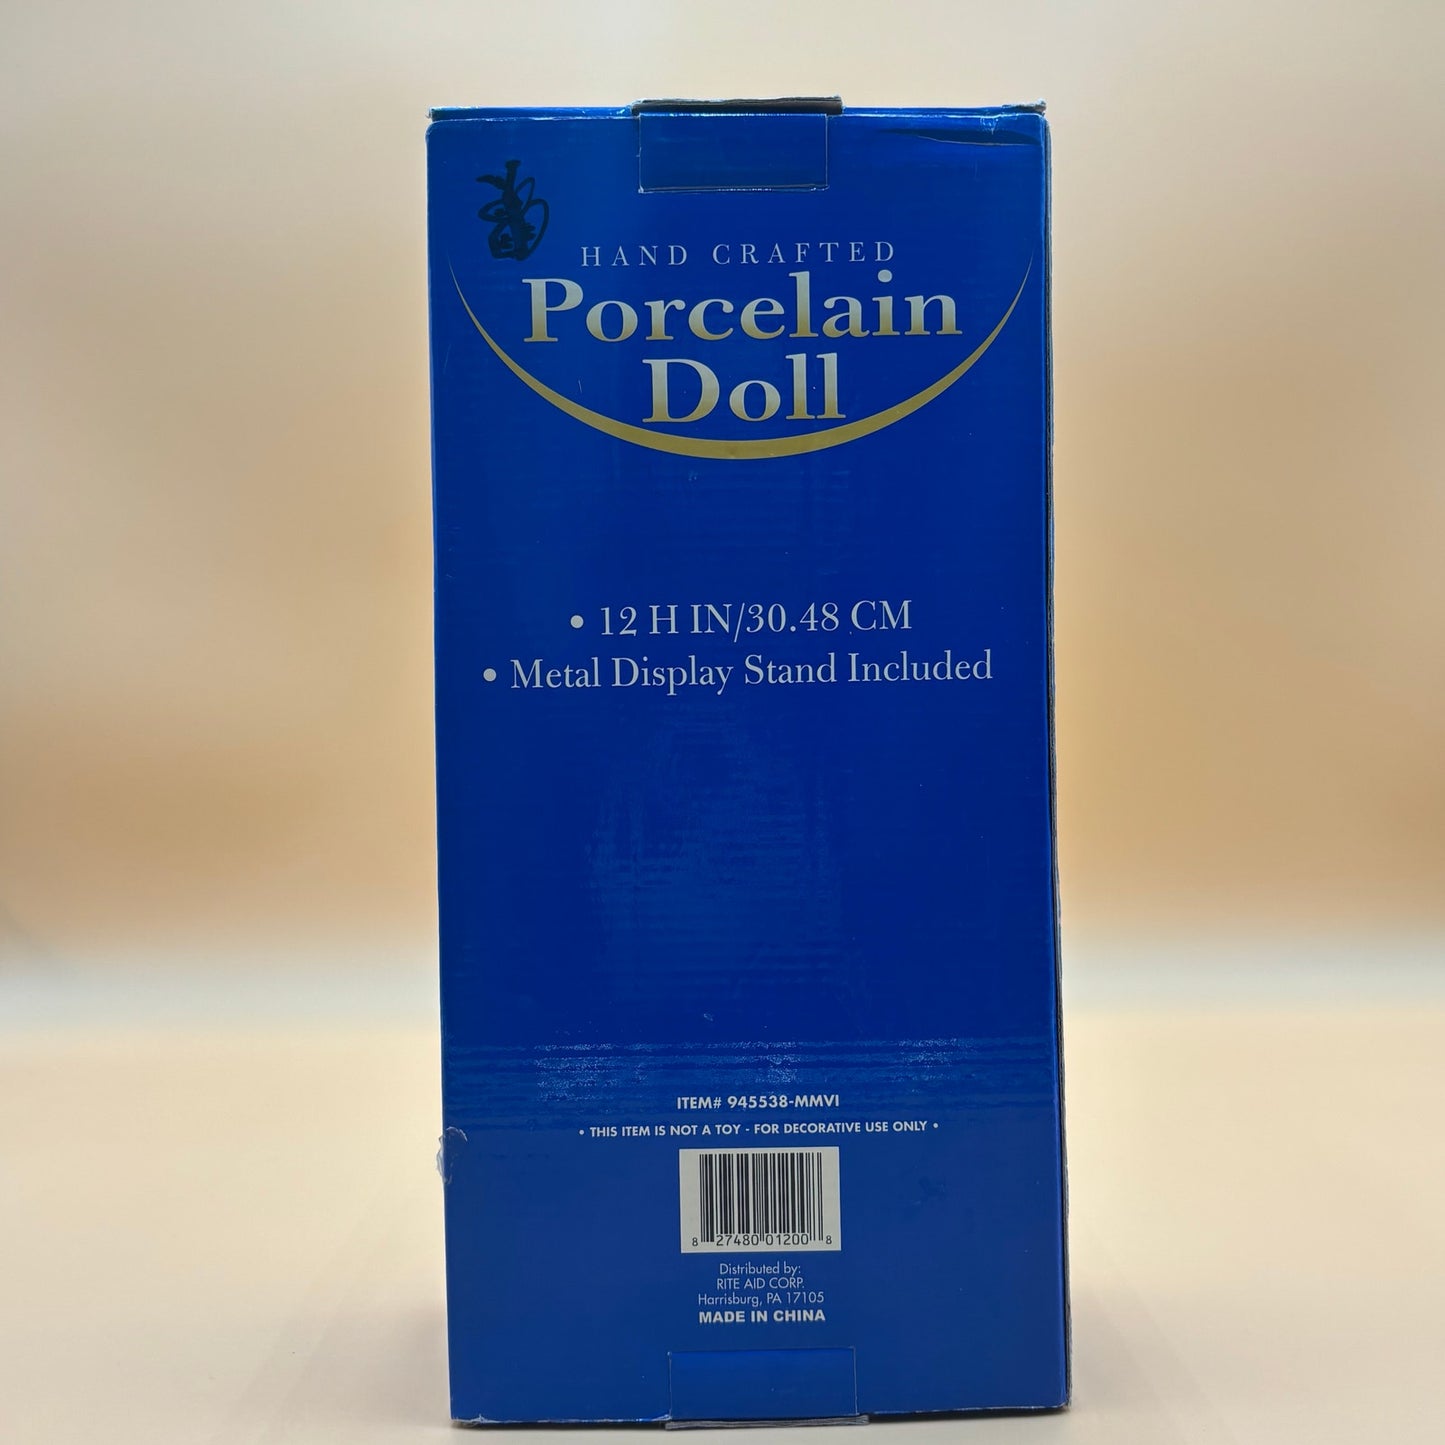 HAND CRAFTED
Porcelain
Doll
• 12 H IN/30.48 CM
• Metal Display Stand Included
ITEM# 945538-MMVI
• THIS ITEM IS NOT A TOY - FOR DECORATIVE USE ONLY •
8 27480 01200 8
Distributed by:
RITE AID CORP.
Harrisburg, PA 17105
MADE IN CHINA